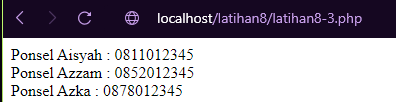 localhost/latihan8/latihan8-3.php
Ponsel Aisyah : 0811012345
Ponsel Azzam : 0852012345
Ponsel Azka : 0878012345